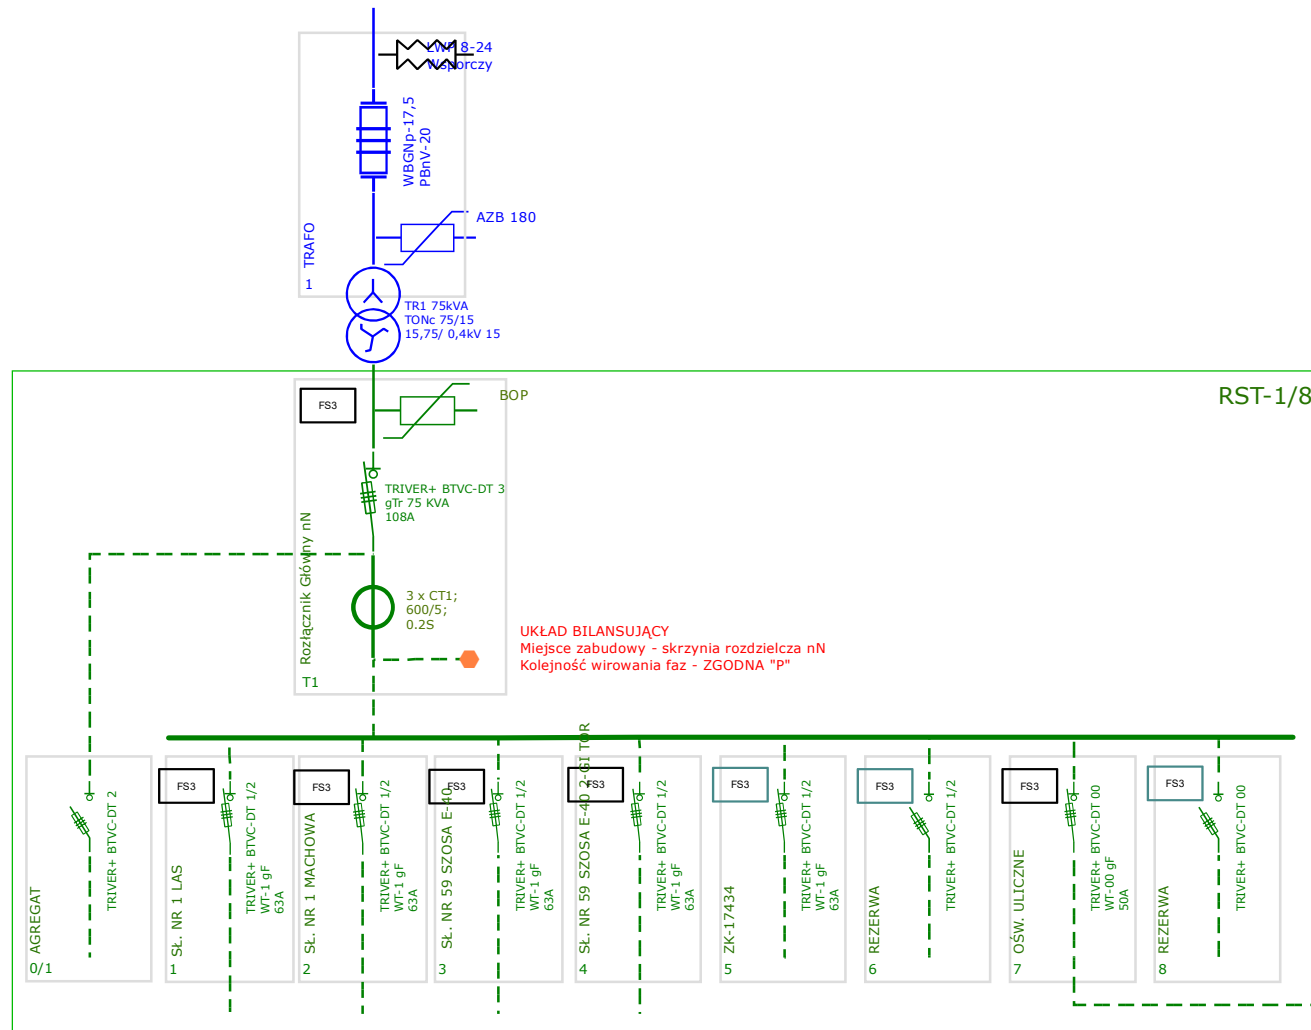 LWP 8-24
Wsporczy
WBGNp-17,5
PBnV-20
AZB 180
TRAFO
1
TR1 75kVA
TONc 75/15
15,75/ 0,4kV 15
RST-1/8
FS3
BOP
TRIVER+ BTVC-DT 3
gTr 75 KVA
108A
Rozłącznik Główny nN
3 x CT1;
600/5;
0.2S
T1
UKŁAD BILANSUJĄCY
Miejsce zabudowy - skrzynia rozdzielcza nN
Kolejność wirowania faz - ZGODNA "P"
AGREGAT
0/1
TRIVER+ BTVC-DT 2
FS3
SŁ. NR 1 LAS
1
TRIVER+ BTVC-DT 1/2
WT-1 gF
63A
FS3
SŁ. NR 1 MACHOWA
2
TRIVER+ BTVC-DT 1/2
WT-1 gF
63A
FS3
SŁ. NR 59 SZOSA E-40
3
TRIVER+ BTVC-DT 1/2
WT-1 gF
63A
FS3
SŁ. NR 59 SZOSA E-40 2-GI TOR
4
TRIVER+ BTVC-DT 1/2
WT-1 gF
63A
FS3
ZK-17434
5
TRIVER+ BTVC-DT 1/2
WT-1 gF
63A
FS3
REZERWA
6
TRIVER+ BTVC-DT 1/2
FS3
OŚW. ULICZNE
7
TRIVER+ BTVC-DT 00
WT-00 gF
50A
FS3
REZERWA
8
TRIVER+ BTVC-DT 00